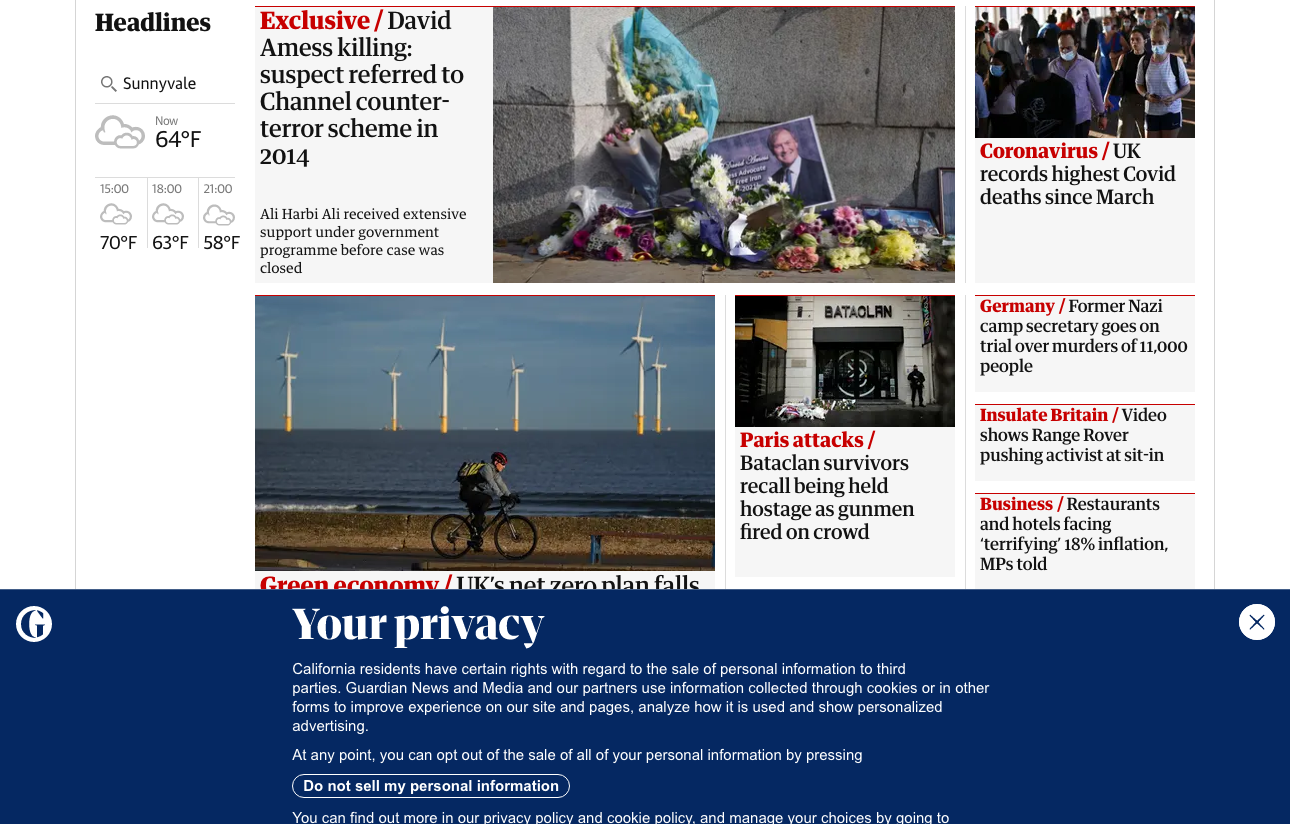 Headlines
Sunnyvale
Now
64°F
15:00
18:00
21:00
70°F
63°F
58°F
Exclusive / David
Amess killing:
suspect referred to
Channel counter-
terror scheme in
2014
Ali Harbi Ali received extensive
support under government
programme before case was
closed
Coronavirus / UK
records highest Covid
deaths since March
BATACLAN
Paris attacks /
Bataclan survivors
recall being held
hostage as gunmen
fired on crowd
Germany / Former Nazi
camp secretary goes on
trial over murders of 11,000
people
Insulate Britain / Video
shows Range Rover
pushing activist at sit-in
Business / Restaurants
and hotels facing
‘terrifying’ 18% inflation,
MPs told
Green economy / UK’s net zero plan falls
G
Your privacy
California residents have certain rights with regard to the sale of personal information to third
parties. Guardian News and Media and our partners use information collected through cookies or in other
forms to improve experience on our site and pages, analyze how it is used and show personalized
advertising.
At any point, you can opt out of the sale of all of your personal information by pressing
Do not sell my personal information
You can find out more in our privacy policy and cookie policy, and manage your choices by going to